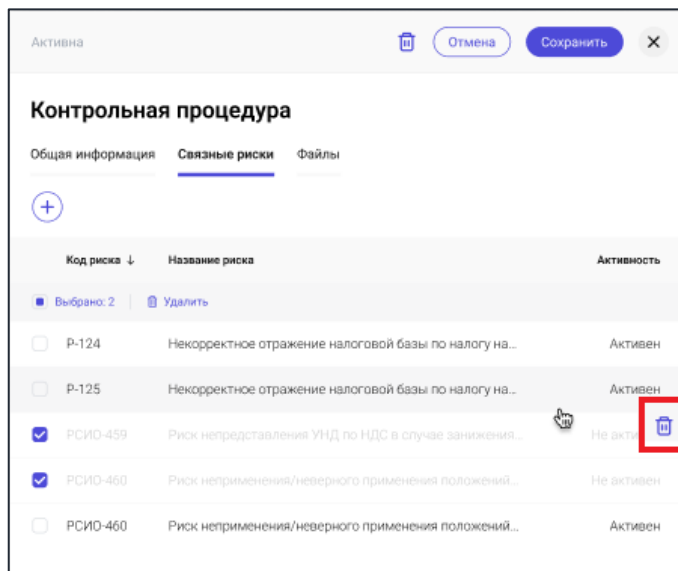 Активна Отмена Сохранить
Контрольная процедура
Общая информация Связные риски Файлы
Код риска ↓ Название риска Активность
Выбрано: 2 Удалить
Р-124 Некорректное отражение налоговой базы по налогу на... Активен
Р-125 Некорректное отражение налоговой базы по налогу на... Активен
РСИО-459 Риск непредставления УНД по НДС в случае занижения... Не акти
РСИО-460 Риск неприменения/неверного применения положений... Не активен
РСИО-460 Риск неприменения/неверного применения положений... Активен